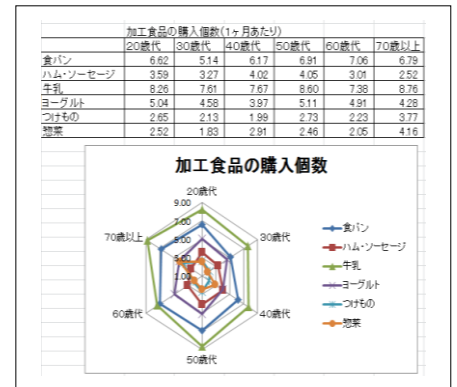 加工食品の購入個数(1ヶ月あたり)
20歳代 30歳代 40歳代 50歳代 60歳代 70歳以上
食パン 6.62 5.14 6.17 6.91 7.06 6.79
ハム・ソーセージ 3.59 3.27 4.02 4.05 3.01 2.52
牛乳 8.26 7.61 7.67 8.60 7.38 8.76
ヨーグルト 5.04 4.58 3.97 5.11 4.91 4.28
つけもの 2.65 2.13 1.99 2.73 2.23 3.77
惣菜 2.52 1.83 2.91 2.46 2.05 4.16
加工食品の購入個数
20歳代
9.00
7.00
5.00
3.00
1.00
30歳代
40歳代
50歳代
60歳代
70歳以上
食パン
ハム・ソーセージ
牛乳
ヨーグルト
つけもの
惣菜